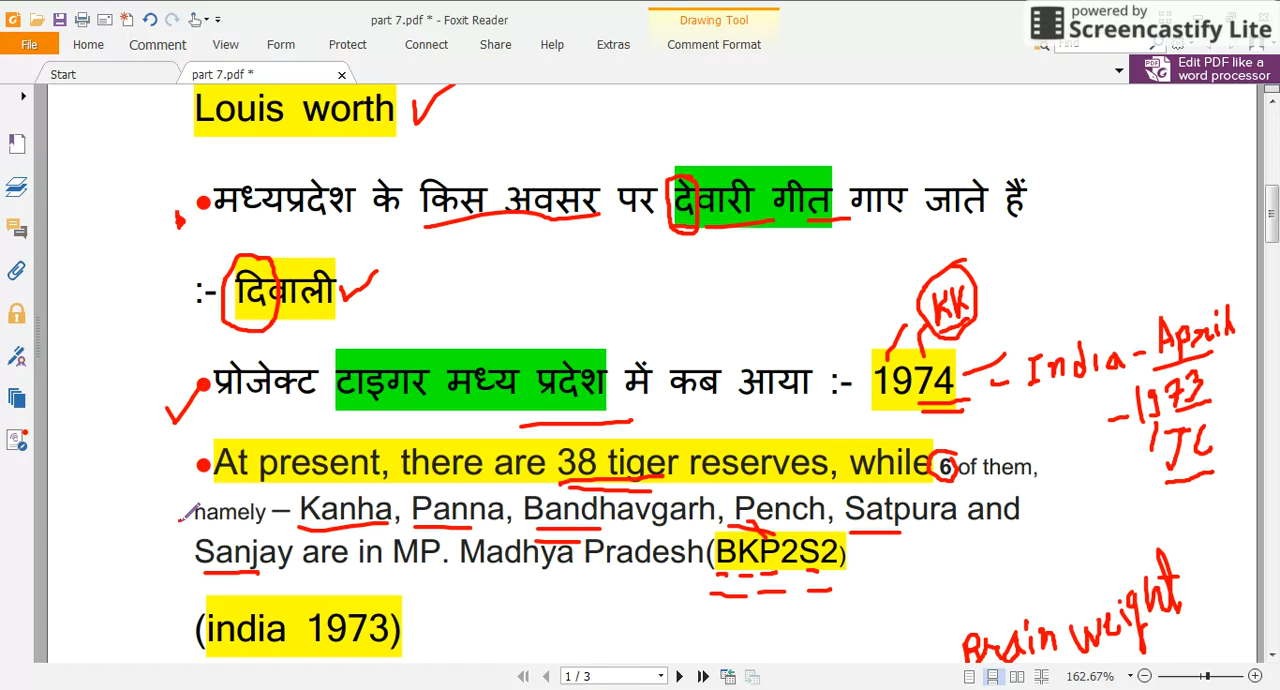 part 7.pdf * - Foxit Reader
Drawing Tool
powered by
Screencastify Lite
File Home Comment View Form Protect Connect Share Help Extras Comment Format
Find
Start
part 7.pdf * ×
Edit PDF like a
word processor
Louis worth
•मध्यप्रदेश के किस अवसर पर देवारी गीत गाए जाते हैं
:- दिवाली
KK
•प्रोजेक्ट टाइगर मध्य प्रदेश में कब आया :- 1974
- India - April
- 1973
•At present, there are 38 tiger reserves, while 6 of them,
namely – Kanha, Panna, Bandhavgarh, Pench, Satpura and
Sanjay are in MP. Madhya Pradesh(BKP2S2)
(india 1973)
Brain weight
1 / 3
162.67%